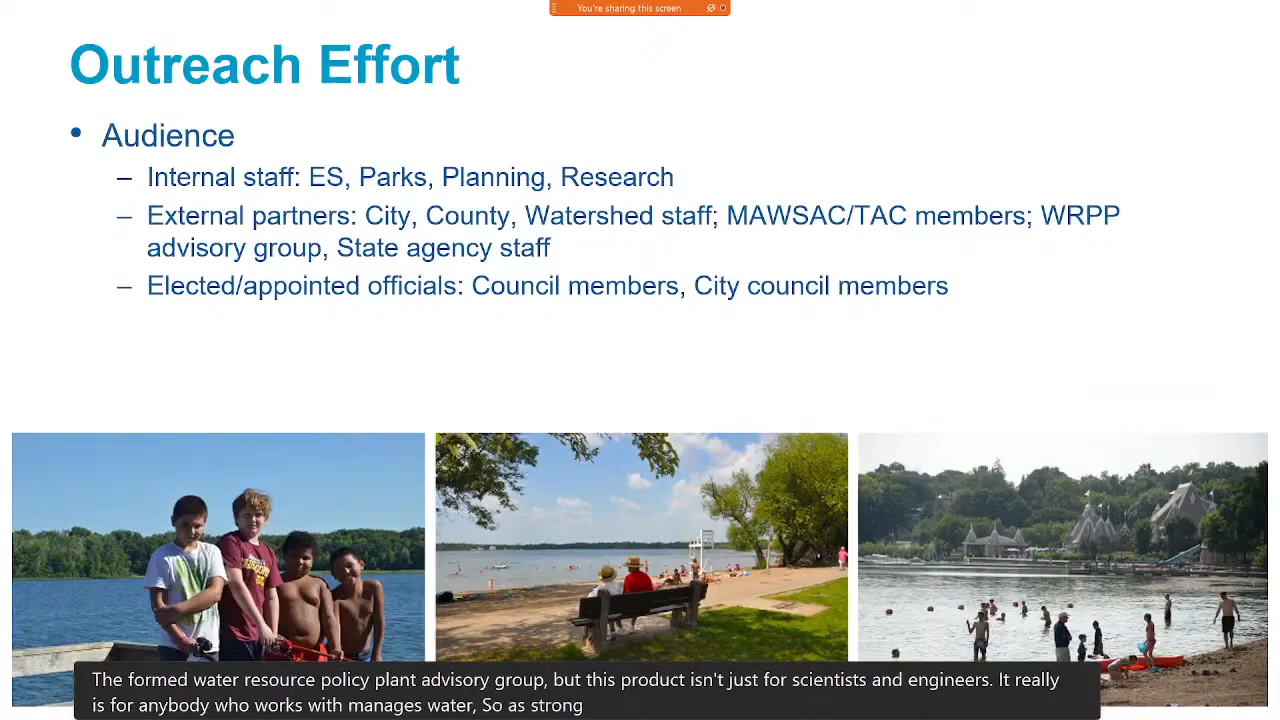 You're sharing this screen
Outreach Effort
• Audience
– Internal staff: ES, Parks, Planning, Research
– External partners: City, County, Watershed staff; MAWSAC/TAC members; WRPP
advisory group, State agency staff
– Elected/appointed officials: Council members, City council members
The formed water resource policy plant advisory group, but this product isn't just for scientists and engineers. It really
is for anybody who works with manages water, So as strong